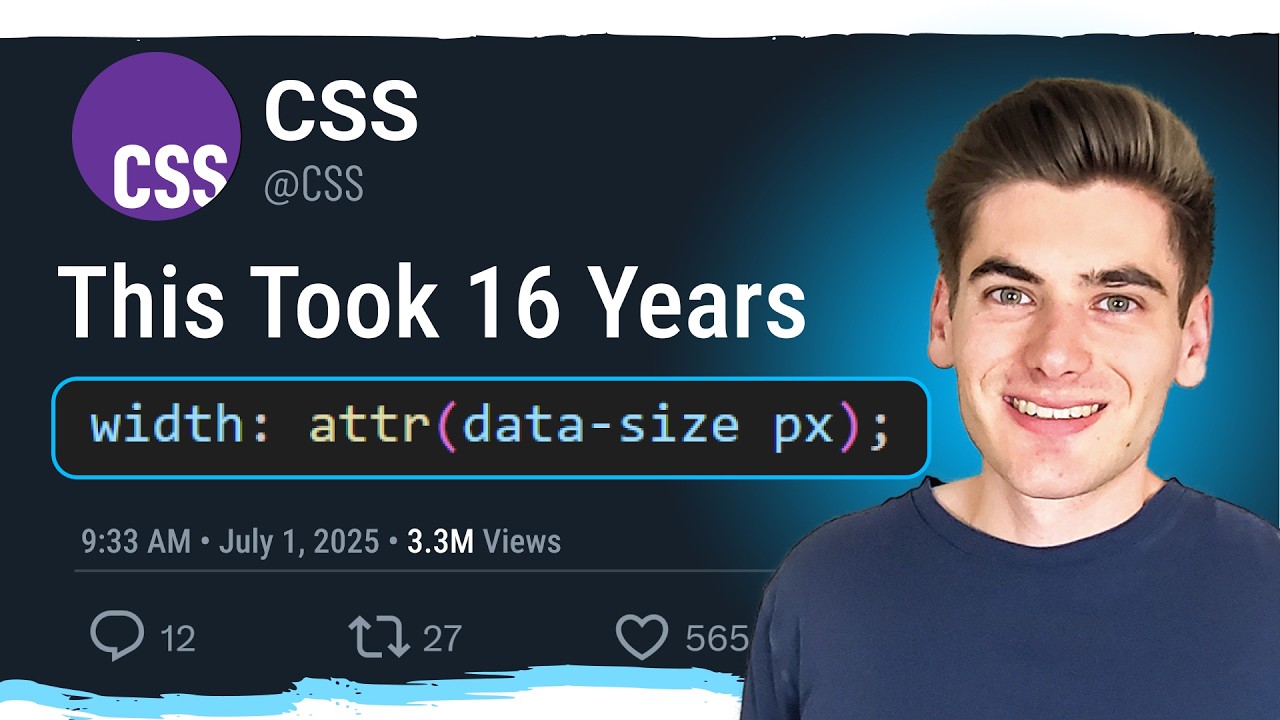 CSS
CSS
@CSS
This Took 16 Years
width: attr(data-size px);
9:33 AM • July 1, 2025 • 3.3M Views
12 27 565